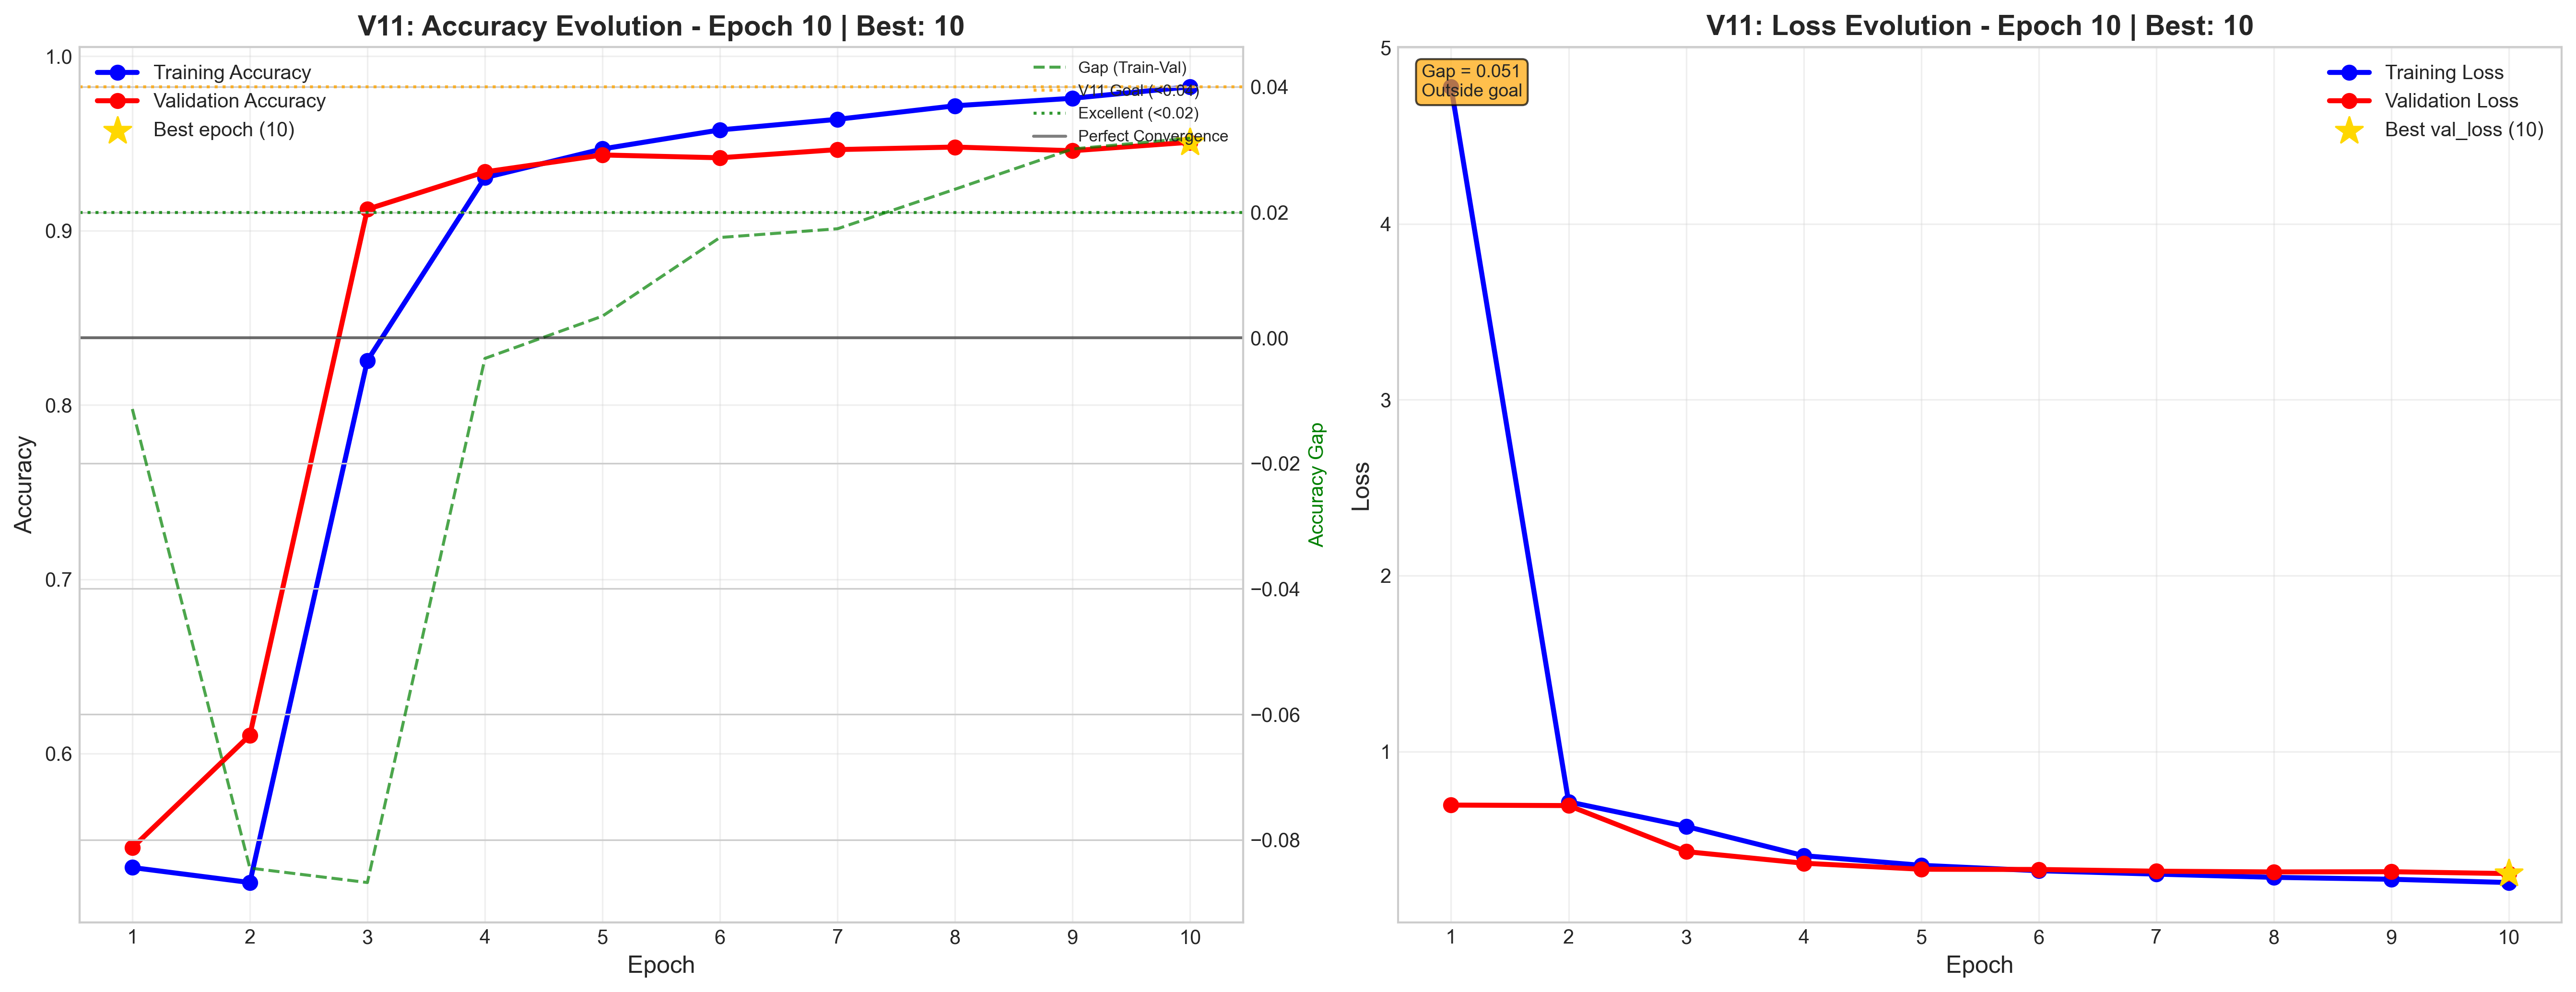 V11: Accuracy Evolution - Epoch 10 | Best: 10
Training Accuracy
Validation Accuracy
Best epoch (10)
Gap (Train-Val)
V11 Goal (<0.04)
Excellent (<0.02)
Perfect Convergence
1.0
0.9
0.8
0.7
0.6
Accuracy
0.04
0.02
0.00
−0.02
−0.04
−0.06
−0.08
Accuracy Gap
1 2 3 4 5 6 7 8 9 10
Epoch
V11: Loss Evolution - Epoch 10 | Best: 10
Gap = 0.051
Outside goal
Training Loss
Validation Loss
Best val_loss (10)
5
4
3
2
1
Loss
1 2 3 4 5 6 7 8 9 10
Epoch